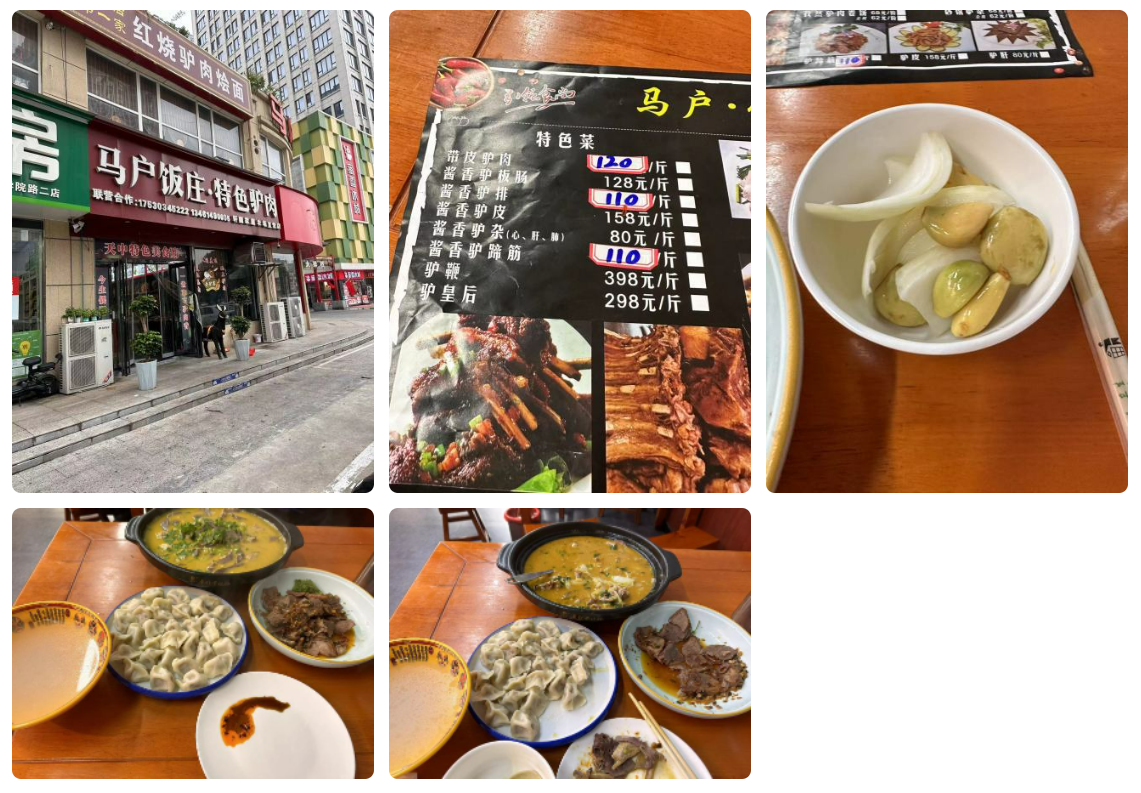 红烧驴肉烩面
马户饭庄·特色驴肉
联营合作:17630345222
院路二店
天中特色美食
马户·
特色菜
带皮驴肉 120/斤
酱香驴板肠 128元/斤
酱香驴排 110/斤
酱香驴皮 158元/斤
酱香驴杂(心、肝、肺) 80元/斤
酱香驴蹄筋 110/斤
驴鞭 398元/斤
驴皇后 298元/斤
110
驴皮 158元/斤
驴肝 80元/斤